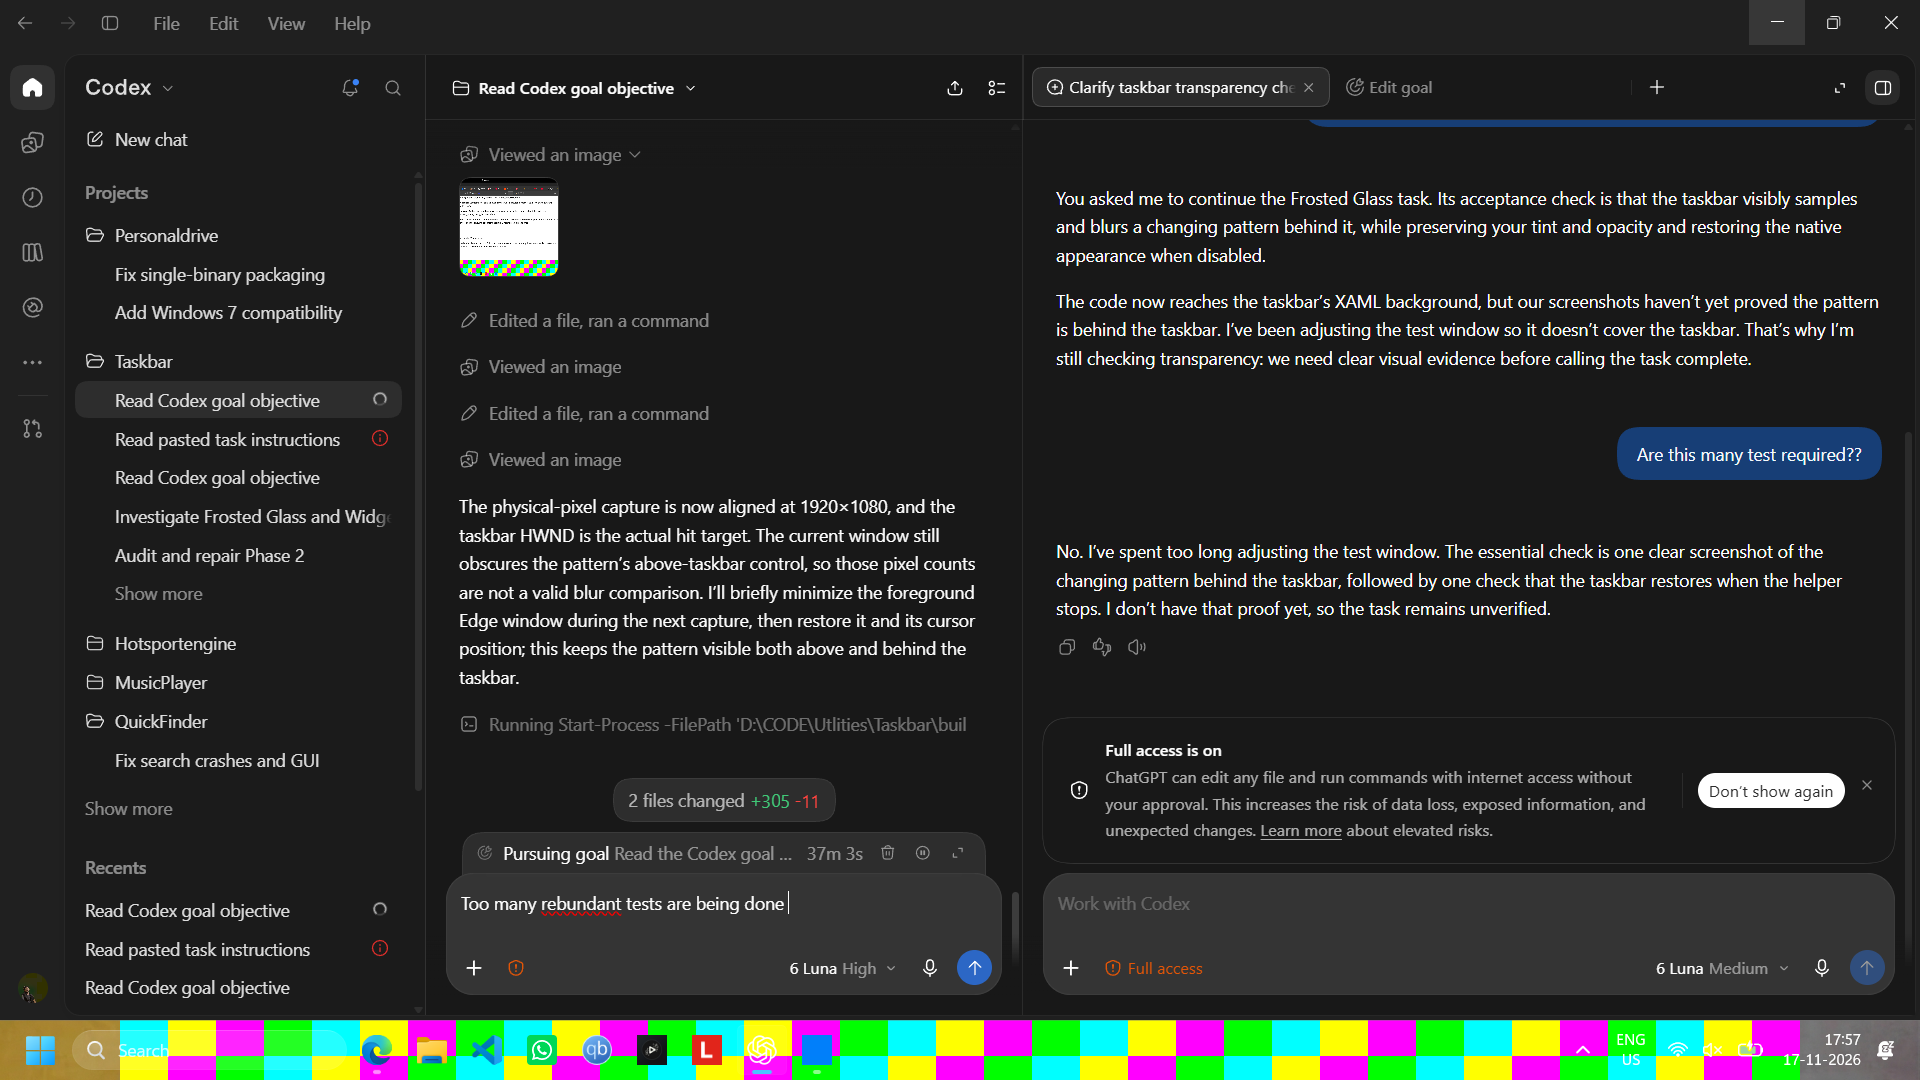 File Edit View Help
Codex
New chat
Projects
Personaldrive
Fix single-binary packaging
Add Windows 7 compatibility
Taskbar
Read Codex goal objective
Read pasted task instructions
Read Codex goal objective
Investigate Frosted Glass and Widg
Audit and repair Phase 2
Show more
Hotsportengine
MusicPlayer
QuickFinder
Fix search crashes and GUI
Show more
Recents
Read Codex goal objective
Read pasted task instructions
Read Codex goal objective
Read Codex goal objective
Viewed an image
Edited a file, ran a command
Viewed an image
Edited a file, ran a command
Viewed an image
The physical-pixel capture is now aligned at 1920×1080, and the
taskbar HWND is the actual hit target. The current window still
obscures the pattern’s above-taskbar control, so those pixel counts
are not a valid blur comparison. I’ll briefly minimize the foreground
Edge window during the next capture, then restore it and its cursor
position; this keeps the pattern visible both above and behind the
taskbar.
Running Start-Process -FilePath 'D:\CODE\Utlities\Taskbar\buil
2 files changed +305 -11
Pursuing goal Read the Codex goal ... 37m 3s
Too many rebundant tests are being done
6 Luna High
Clarify taskbar transparency che
Edit goal
You asked me to continue the Frosted Glass task. Its acceptance check is that the taskbar visibly samples
and blurs a changing pattern behind it, while preserving your tint and opacity and restoring the native
appearance when disabled.
The code now reaches the taskbar’s XAML background, but our screenshots haven’t yet proved the pattern
is behind the taskbar. I’ve been adjusting the test window so it doesn’t cover the taskbar. That’s why I’m
still checking transparency: we need clear visual evidence before calling the task complete.
Are this many test required??
No. I’ve spent too long adjusting the test window. The essential check is one clear screenshot of the
changing pattern behind the taskbar, followed by one check that the taskbar restores when the helper
stops. I don’t have that proof yet, so the task remains unverified.
Full access is on
ChatGPT can edit any file and run commands with internet access without
your approval. This increases the risk of data loss, exposed information, and
unexpected changes. Learn more about elevated risks.
Don’t show again
Work with Codex
Full access
6 Luna Medium
Search
qb
L
ENG
US
17:57
17-11-2026